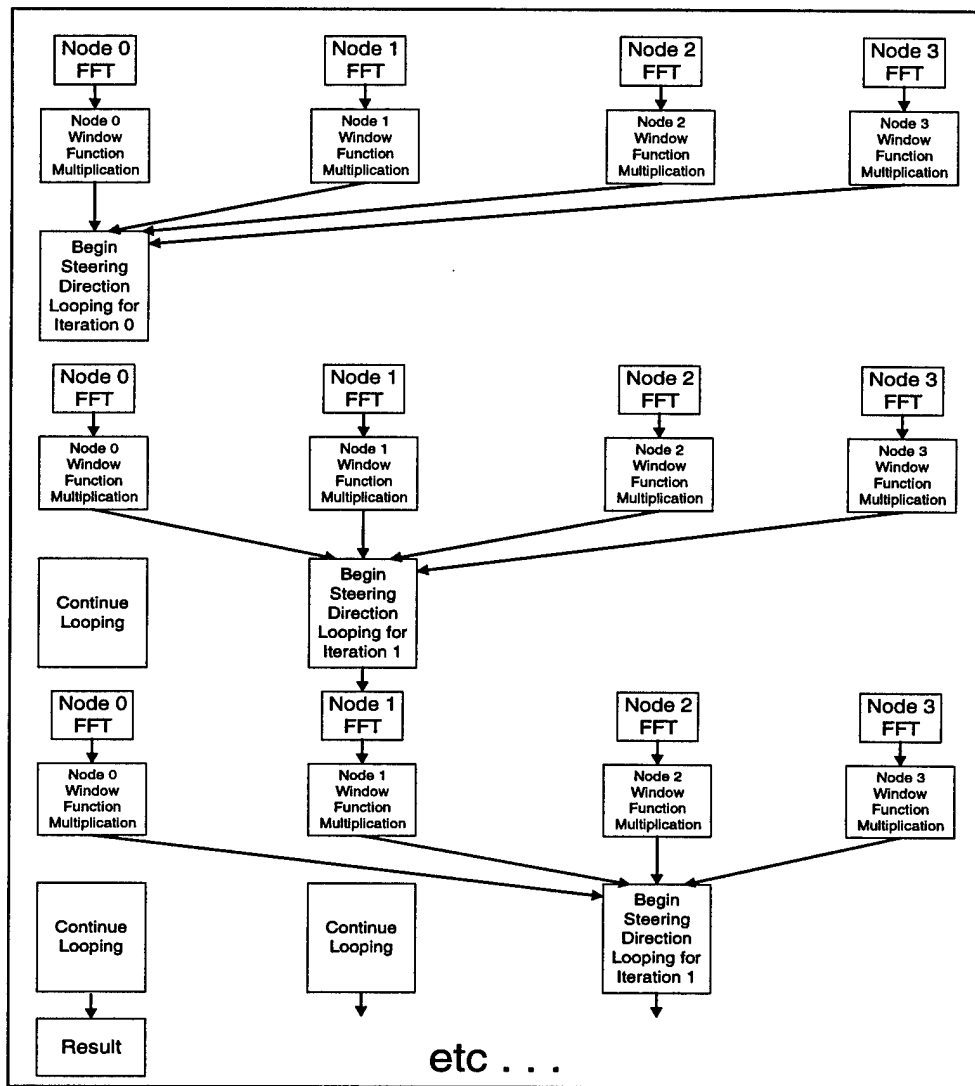 Node 0
FFT
Node 1
FFT
Node 2
FFT
Node 3
FFT
Node 0
Window
Function
Multiplication
Node 1
Window
Function
Multiplication
Node 2
Window
Function
Multiplication
Node 3
Window
Function
Multiplication
Begin
Steering
Direction
Looping for
Iteration 0
Node 0
FFT
Node 1
FFT
Node 2
FFT
Node 3
FFT
Node 0
Window
Function
Multiplication
Node 1
Window
Function
Multiplication
Node 2
Window
Function
Multiplication
Node 3
Window
Function
Multiplication
Continue
Looping
Begin
Steering
Direction
Looping for
Iteration 1
Node 0
FFT
Node 1
FFT
Node 2
FFT
Node 3
FFT
Node 0
Window
Function
Multiplication
Node 1
Window
Function
Multiplication
Node 2
Window
Function
Multiplication
Node 3
Window
Function
Multiplication
Continue
Looping
Continue
Looping
Begin
Steering
Direction
Looping for
Iteration 1
Result
etc . . .